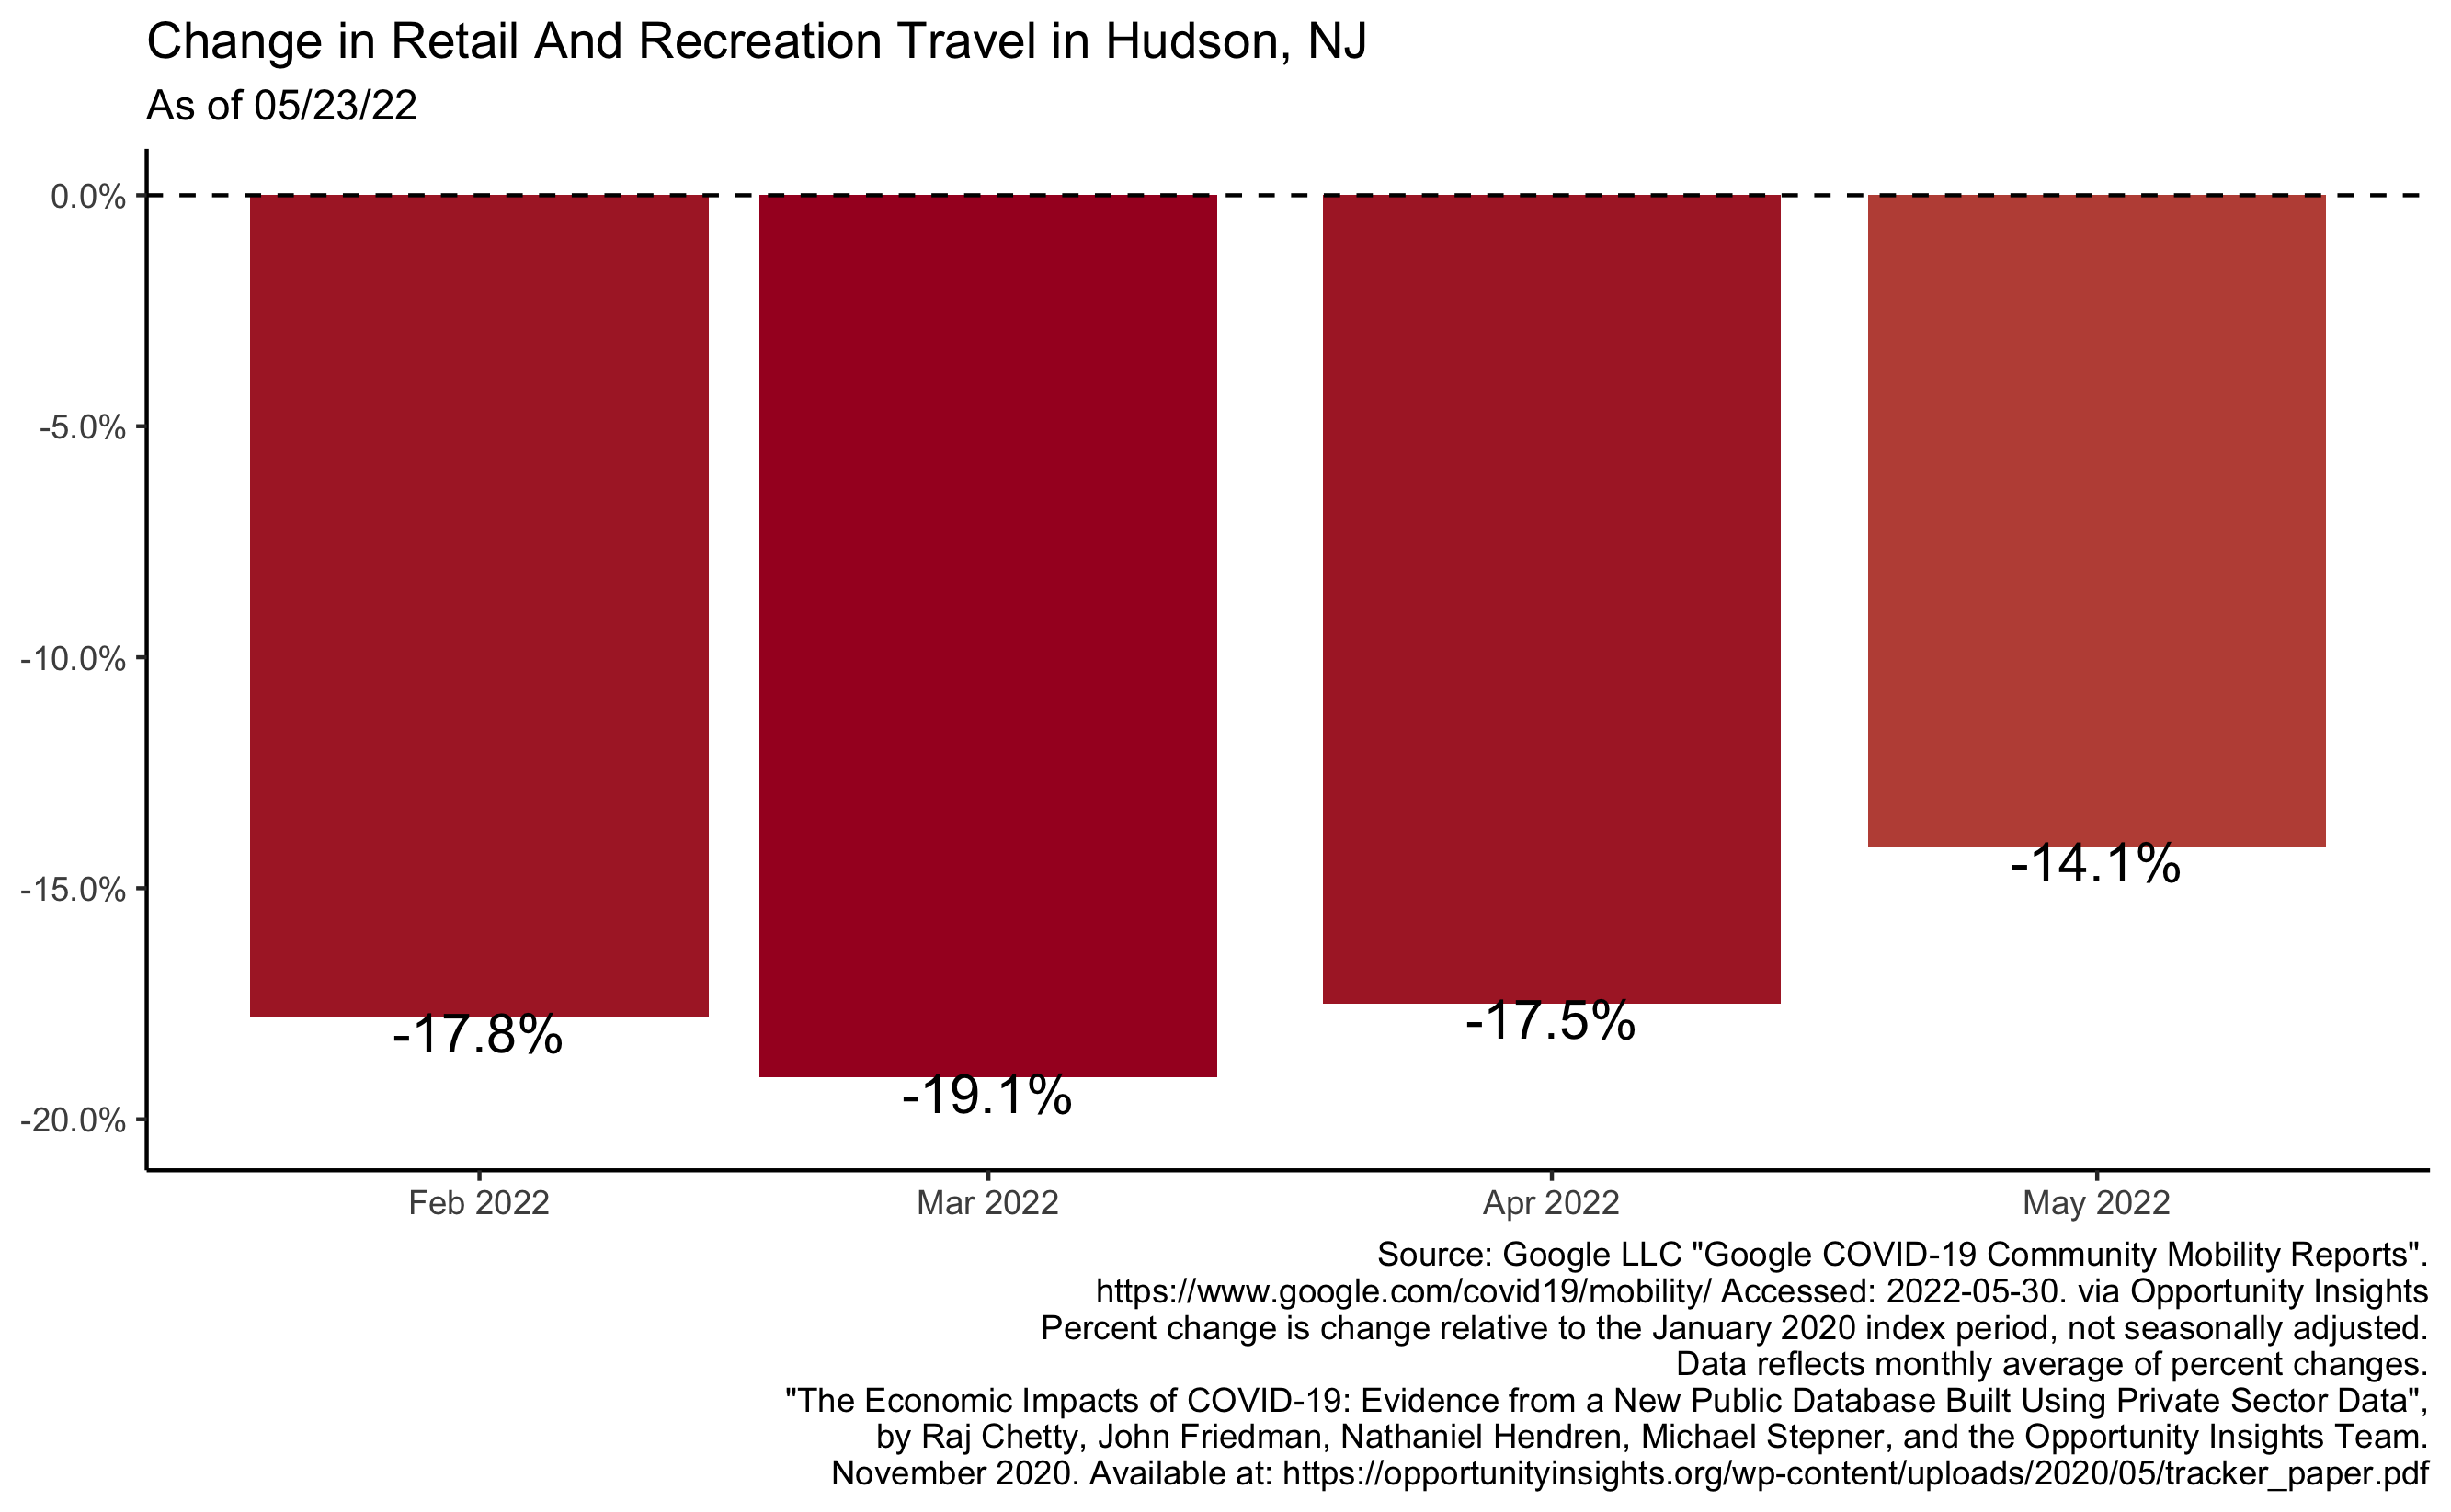 Change in Retail And Recreation Travel in Hudson, NJ
As of 05/23/22
0.0%
-5.0%
-10.0%
-15.0%
-20.0%
-17.8%
-19.1%
-17.5%
-14.1%
Feb 2022
Mar 2022
Apr 2022
May 2022
Source: Google LLC "Google COVID-19 Community Mobility Reports".
https://www.google.com/covid19/mobility/ Accessed: 2022-05-30. via Opportunity Insights
Percent change is change relative to the January 2020 index period, not seasonally adjusted.
Data reflects monthly average of percent changes.
"The Economic Impacts of COVID-19: Evidence from a New Public Database Built Using Private Sector Data",
by Raj Chetty, John Friedman, Nathaniel Hendren, Michael Stepner, and the Opportunity Insights Team.
November 2020. Available at: https://opportunityinsights.org/wp-content/uploads/2020/05/tracker_paper.pdf